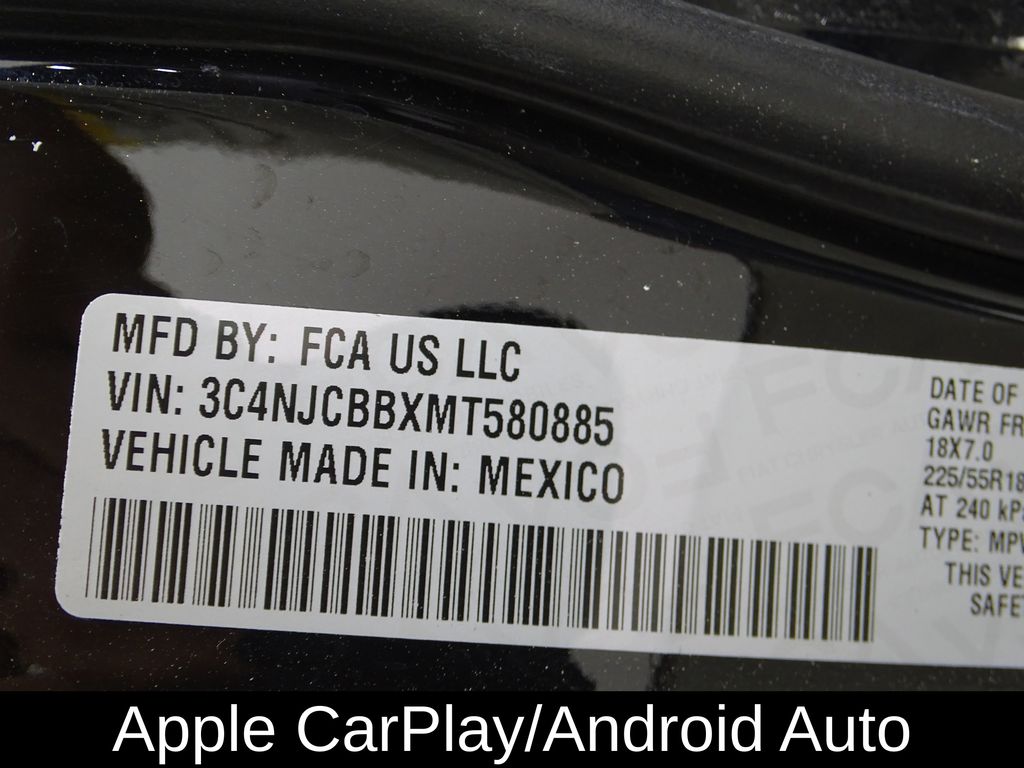 MFD BY: FCA US LLC
VIN: 3C4NJCBBXMT580885
VEHICLE MADE IN: MEXICO
DATE OF
GAWR FR
18X7.0
225/55R18
AT 240 kPa
TYPE: MPV
THIS VE
SAFET
Apple CarPlay/Android Auto